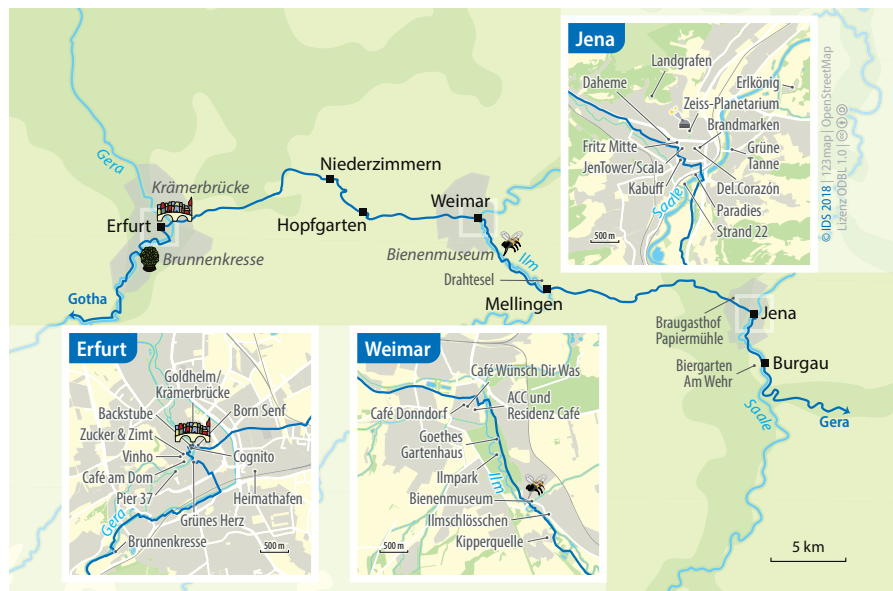 Jena
Landgrafen
Daheme
Erlkönig
Zeiss-Planetarium
Brandmarken
Fritz Mitte
Grüne
Tanne
JenTower/Scala
Kabuff
Del.Corazón
Paradies
Saale
Strand 22
500 m
© IDS 2018 | 123map | OpenStreetMap
Lizenz ODBL 1.0 |
Gera
Krämerbrücke
Niederzimmern
Weimar
Erfurt
Hopfgarten
Bienenmuseum
Ilm
Brunnenkresse
Drahtesel
Mellingen
Gotha
Braugasthof
Papiermühle
Jena
Biergarten
Am Wehr
Burgau
Saale
Gera
5 km
Erfurt
Goldhelm/
Krämerbrücke
Backstube
Born Senf
Zucker & Zimt
Vinho
Cognito
Café am Dom
Pier 37
Heimathafen
Gera
Grünes Herz
Brunnenkresse
500 m
Weimar
Café Wünsch Dir Was
Café Donndorf
ACC und
Residenz Café
Goethes
Gartenhaus
Ilmpark
Ilm
Bienenmuseum
Ilmschlösschen
Kipperquelle
500 m